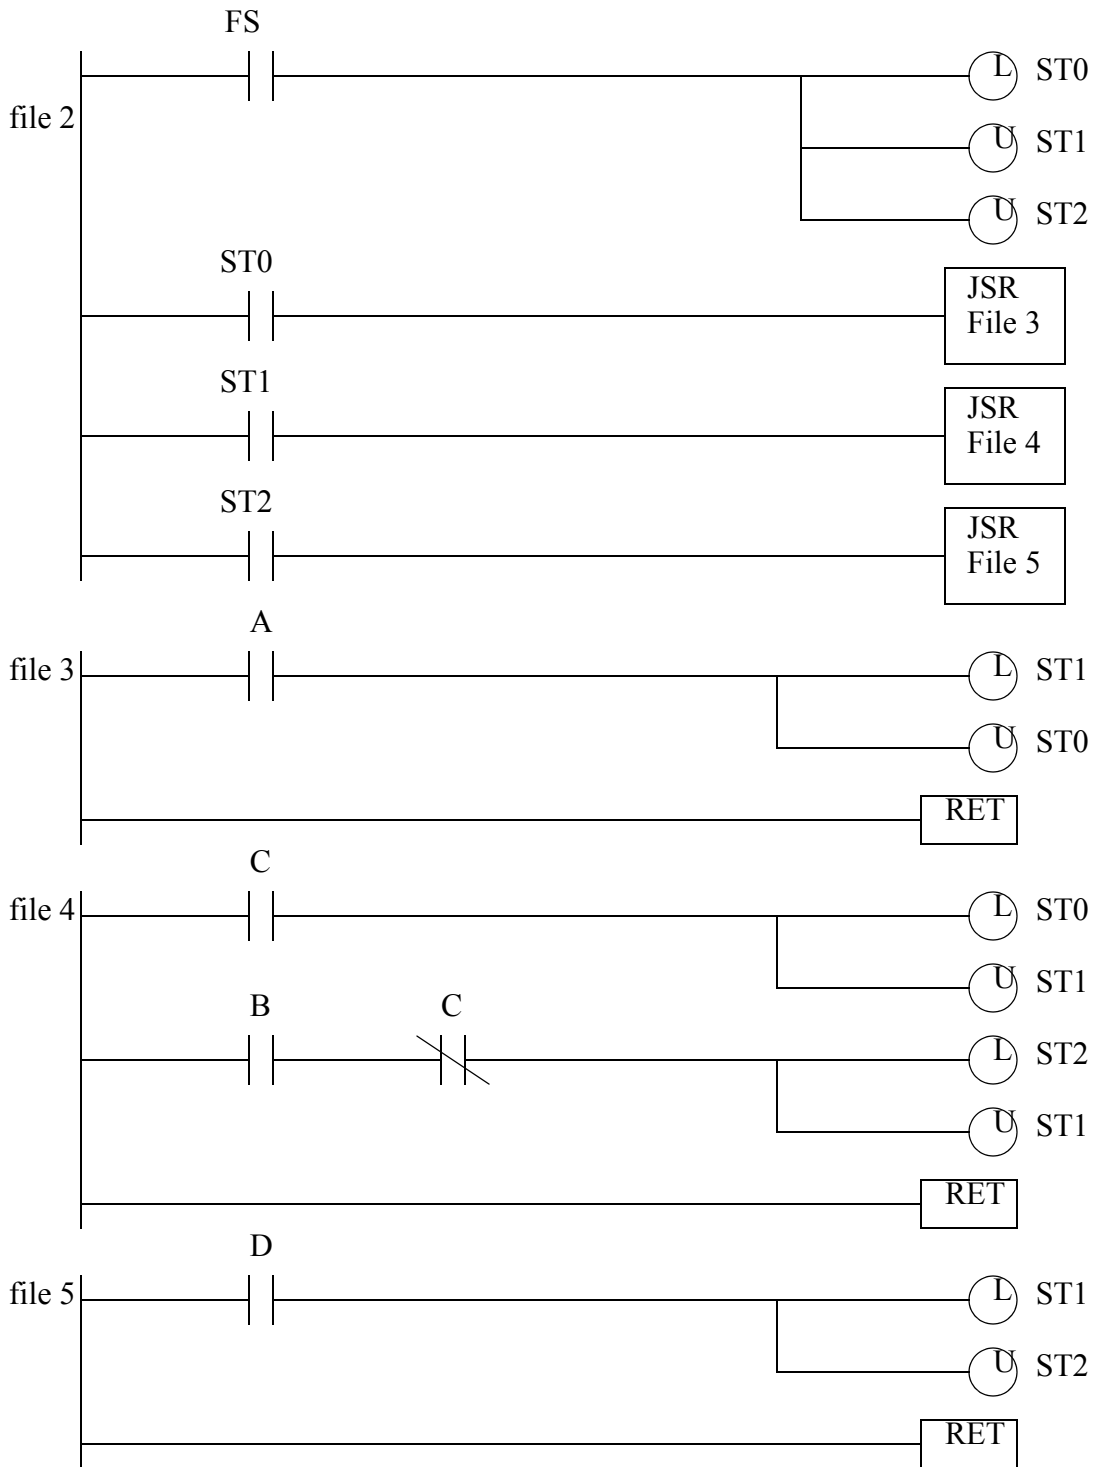 FS
L ST0
file 2
U ST1
U ST2
ST0
JSR
File 3
ST1
JSR
File 4
ST2
JSR
File 5
A
file 3
L ST1
U ST0
RET
C
file 4
L ST0
U ST1
B C
L ST2
U ST1
RET
D
file 5
L ST1
U ST2
RET